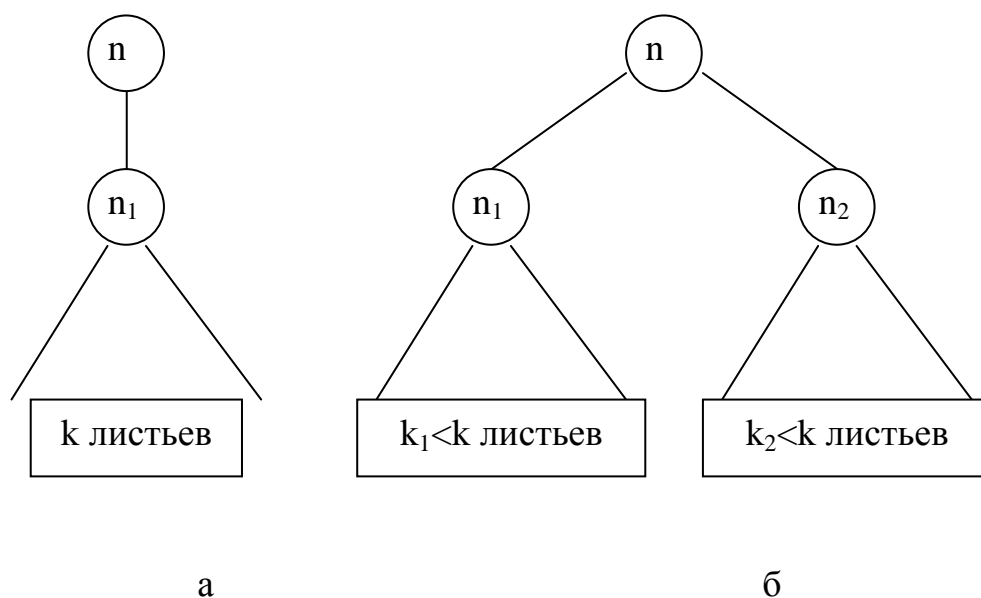 n
n
n₁
n₁
n₂
k листьев
k₁<k листьев
k₂<k листьев
а
б